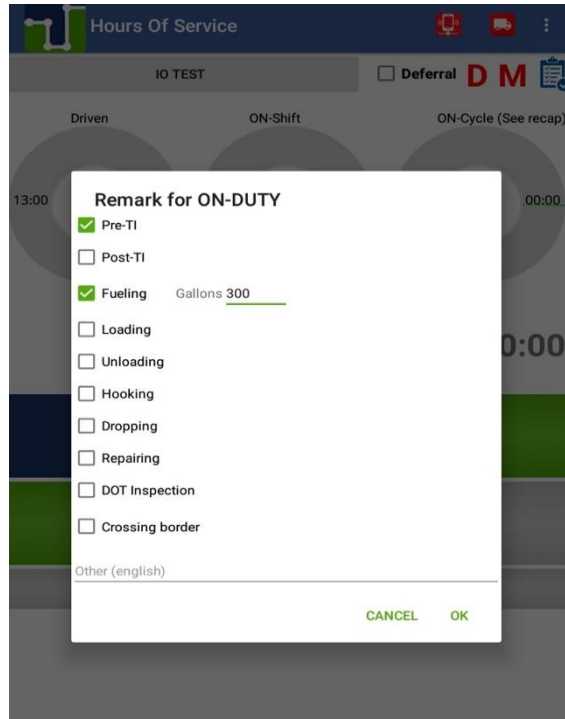 Hours Of Service
IO TEST
Deferral D M
Driven ON-Shift ON-Cycle (See recap)
13:00 00:00
Remark for ON-DUTY
Pre-TI
Post-TI
Fueling Gallons 300
Loading
0:00
Unloading
Hooking
Dropping
Repairing
DOT Inspection
Crossing border
Other (english)
CANCEL OK